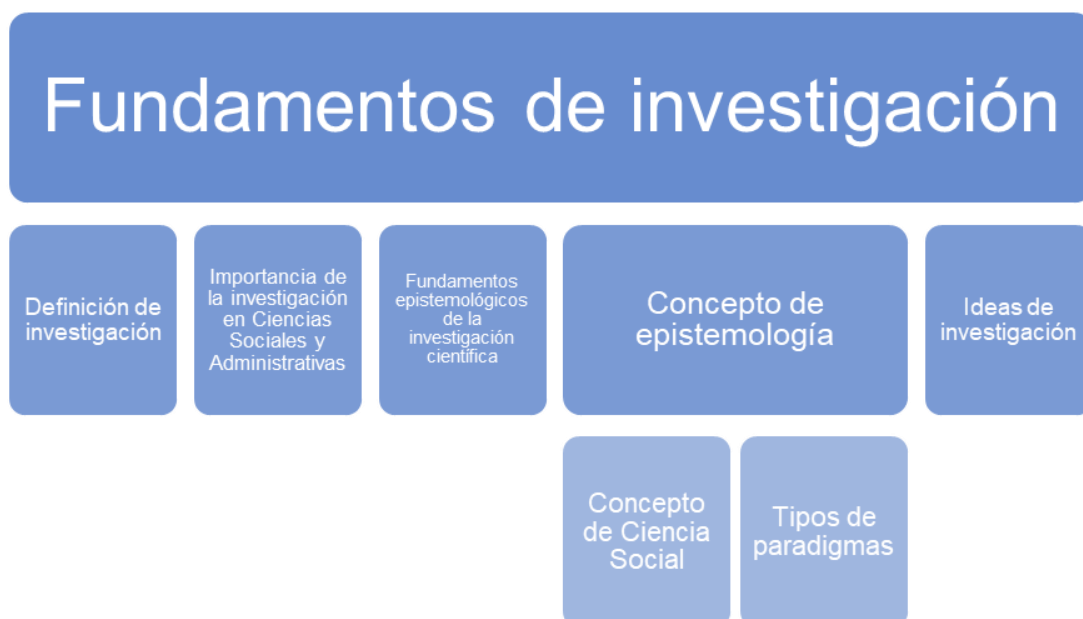 Fundamentos de investigación
Definición de
investigación
Importancia de
la investigación
en Ciencias
Sociales y
Administrativas
Fundamentos
epistemológicos
de la
investigación
científica
Concepto de
epistemología
Ideas de
investigación
Concepto
de Ciencia
Social
Tipos de
paradigmas